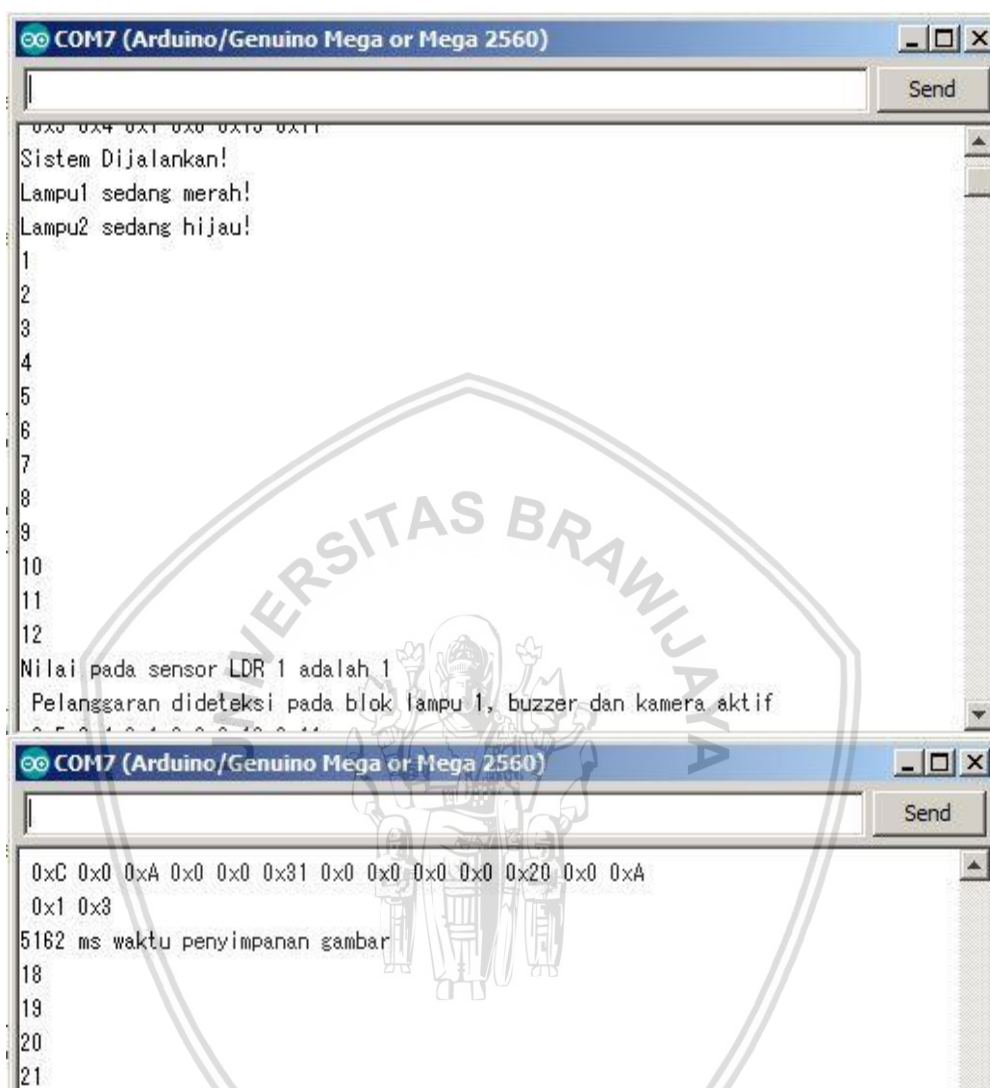 COM7 (Arduino/Genuino Mega or Mega 2560)
Send
Sistem Dijalankan!
Lampu1 sedang merah!
Lampu2 sedang hijau!
1
2
3
4
5
6
7
8
9
10
11
12
Nilai pada sensor LDR 1 adalah 1
Pelanggaran dideteksi pada blok lampu 1, buzzer dan kamera aktif
COM7 (Arduino/Genuino Mega or Mega 2560)
Send
0xC 0x0 0xA 0x0 0x0 0x31 0x0 0x0 0x0 0x0 0x20 0x0 0xA
0x1 0x3
5162 ms waktu penyimpanan gambar
18
19
20
21
UNIVERSITAS BRAWIJAYA